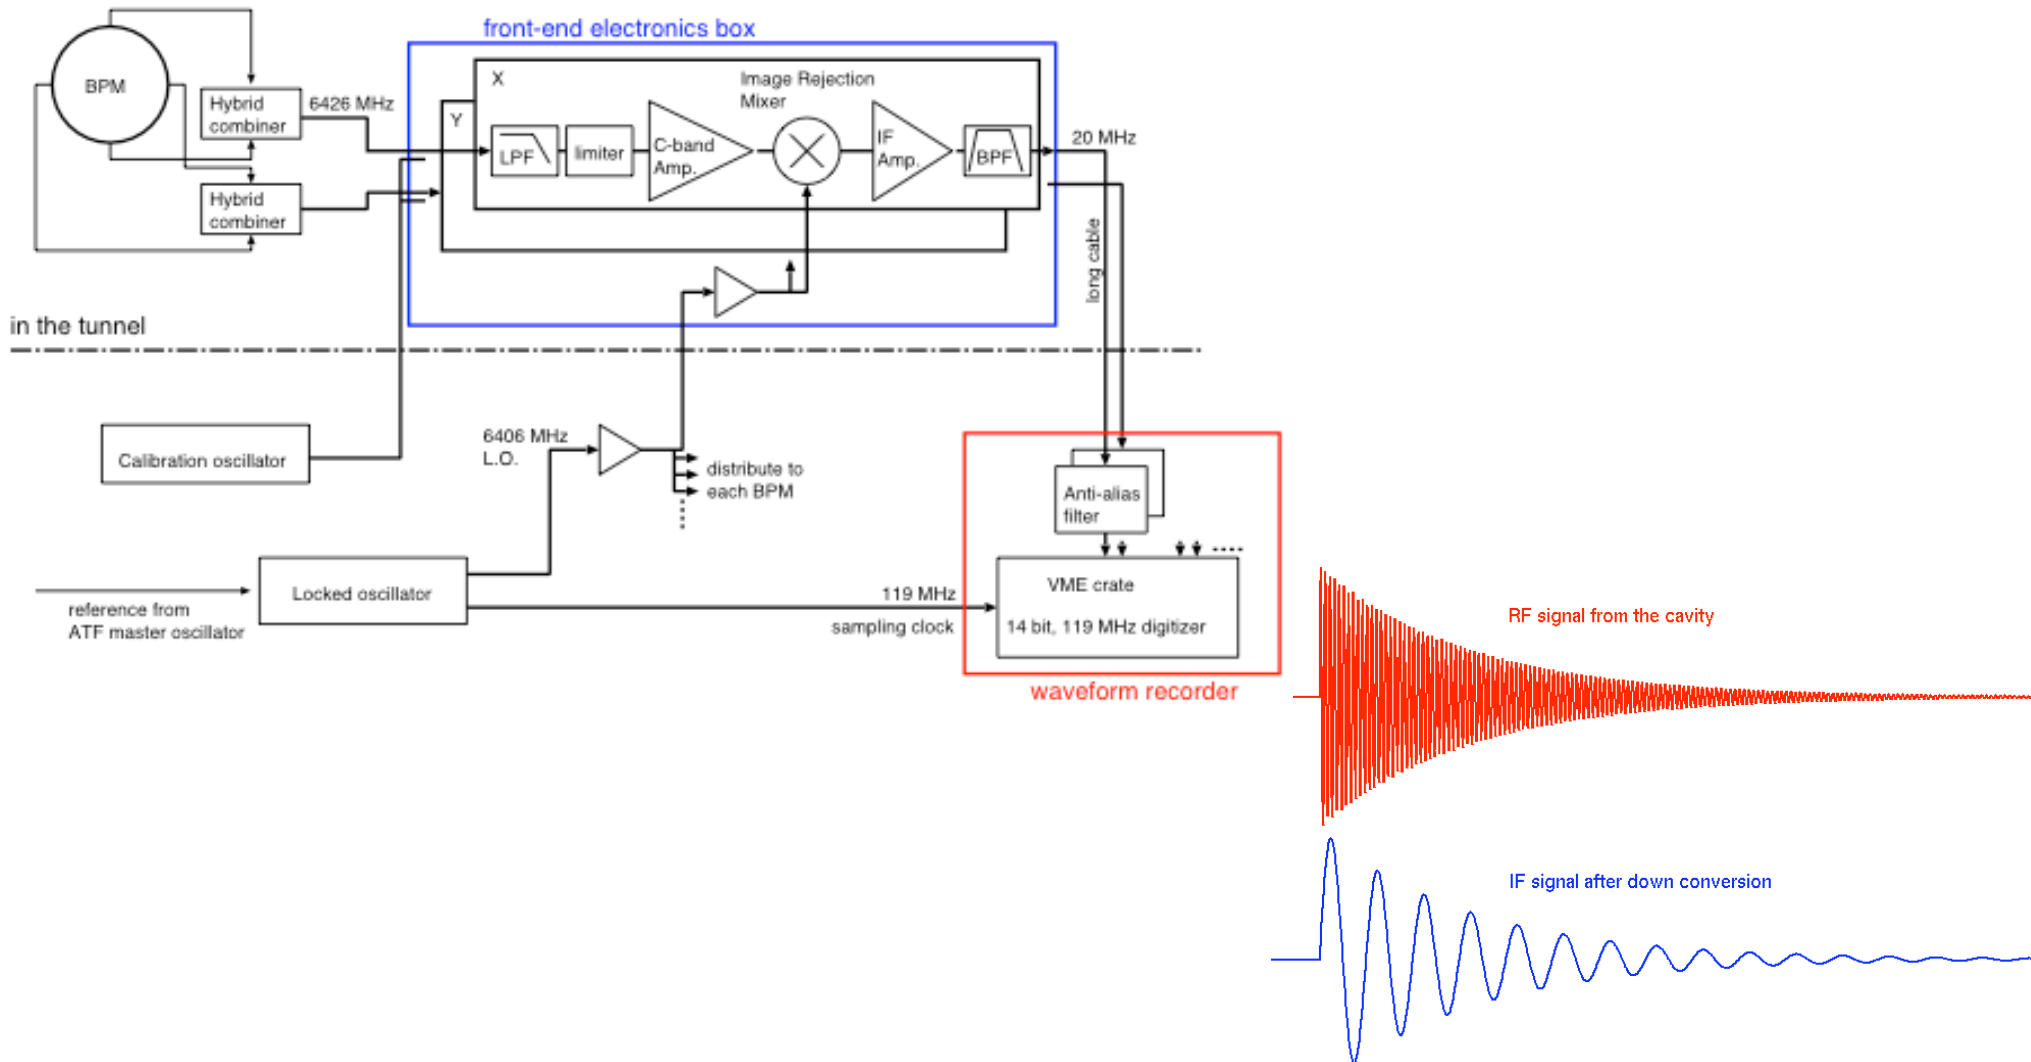 front-end electronics box
BPM
Hybrid
combiner
6426 MHz
Hybrid
combiner
X
Y
Image Rejection
Mixer
LPF
limiter
C-band
Amp.
IF
Amp.
BPF
20 MHz
long cable
in the tunnel
Calibration oscillator
6406 MHz
L.O.
distribute to
each BPM
Anti-alias
filter
reference from
ATF master oscillator
Locked oscillator
119 MHz
sampling clock
VME crate
14 bit, 119 MHz digitizer
waveform recorder
RF signal from the cavity
IF signal after down conversion